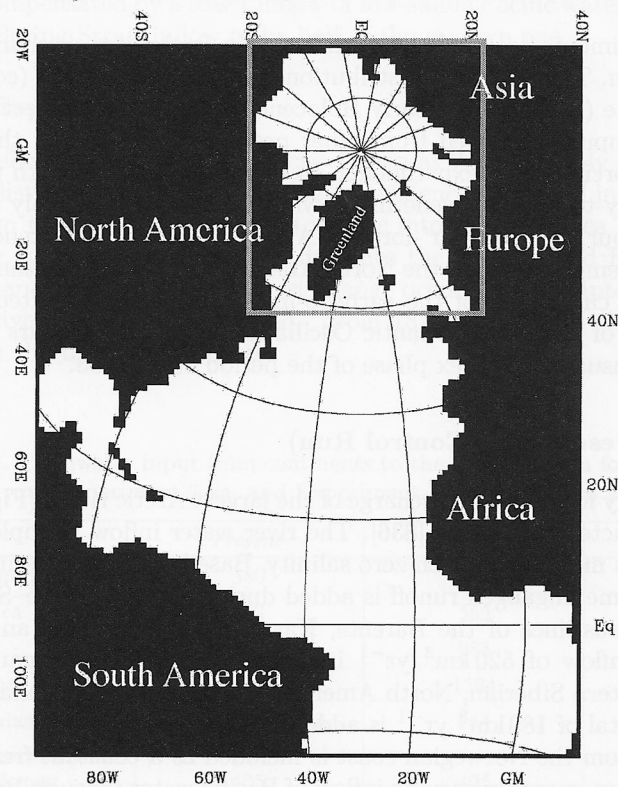 20W 40S 20S EQ 20N 40N
Asia
GM
North America
Greenland
Europe
20E
40N
40E
60E
20N
Africa
80E
Eq
100E
South America
80W 60W 40W 20W GM